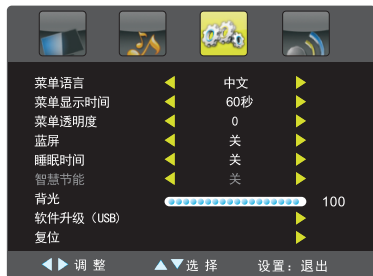 菜单语言 中文
菜单显示时间 60秒
菜单透明度 0
蓝屏 关
睡眠时间 关
智慧节能 关
背光 100
软件升级（USB）
复位
调整 选择 设置：退出